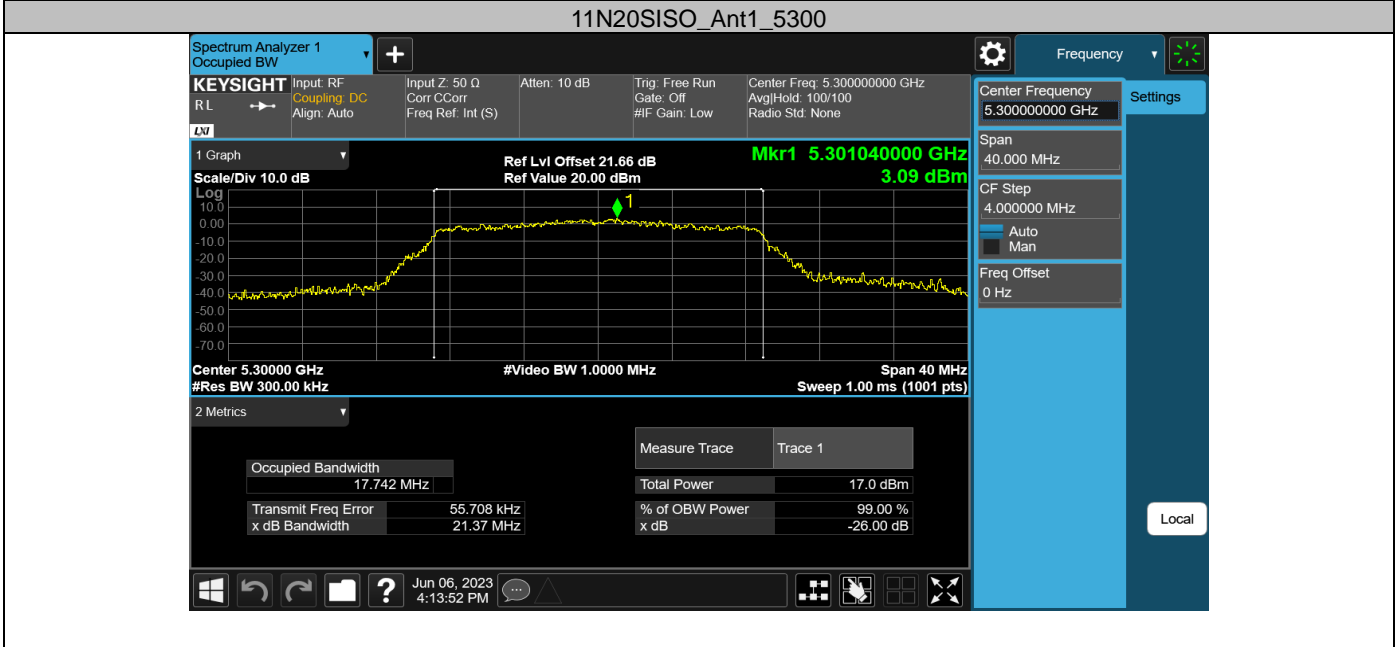 11N20SISO_Ant1_5300
Spectrum Analyzer 1
Occupied BW
+
Frequency
KEYSIGHT
R L
LXI
Input: RF
Coupling: DC
Align: Auto
Input Z: 50 Ω
Corr CCorr
Freq Ref: Int (S)
Atten: 10 dB
Trig: Free Run
Gate: Off
#IF Gain: Low
Center Freq: 5.300000000 GHz
Avg|Hold: 100/100
Radio Std: None
Center Frequency
5.300000000 GHz
Settings
Span
40.000 MHz
CF Step
4.000000 MHz
Auto
Man
Freq Offset
0 Hz
Local
1 Graph
Scale/Div 10.0 dB
Ref Lvl Offset 21.66 dB
Ref Value 20.00 dBm
Mkr1 5.301040000 GHz
3.09 dBm
Log
10.0
0.00
-10.0
-20.0
-30.0
-40.0
-50.0
-60.0
-70.0
1
Center 5.30000 GHz
#Res BW 300.00 kHz
#Video BW 1.0000 MHz
Span 40 MHz
Sweep 1.00 ms (1001 pts)
2 Metrics
Measure Trace Trace 1
Occupied Bandwidth
17.742 MHz
Total Power 17.0 dBm
Transmit Freq Error 55.708 kHz
% of OBW Power 99.00 %
x dB Bandwidth 21.37 MHz
x dB -26.00 dB
?
Jun 06, 2023
4:13:52 PM